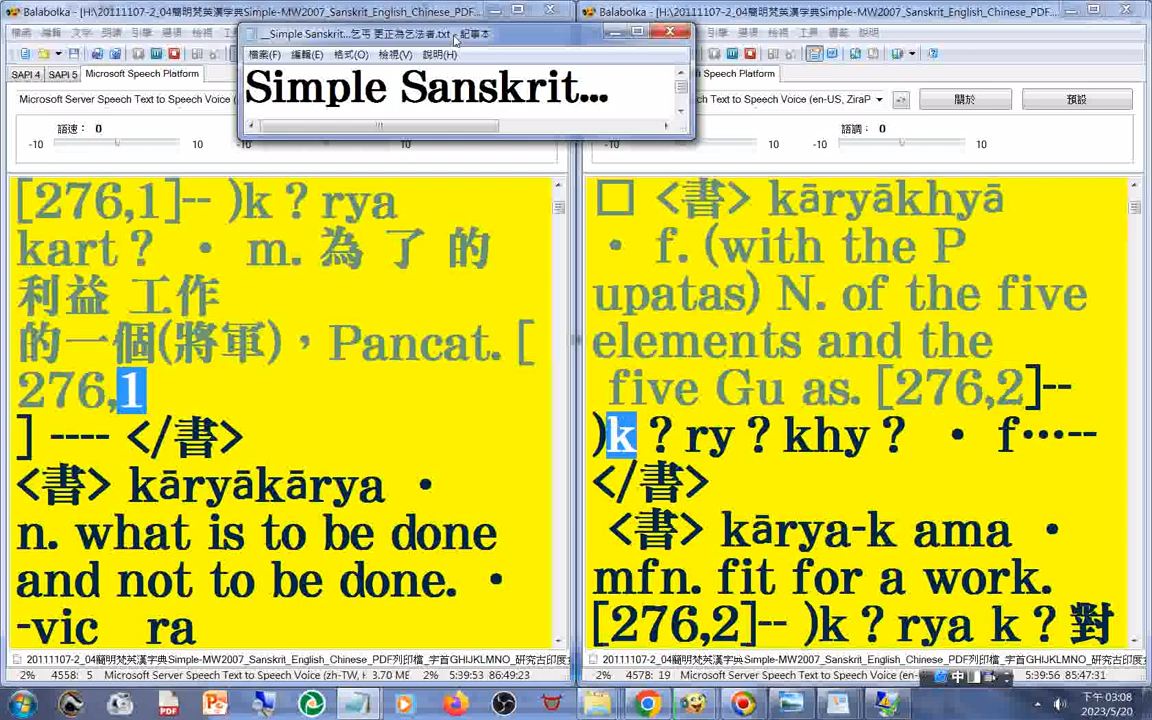 Balabolka - [H:\20111107-2_04簡明梵英漢字典Simple-MW2007_Sanskrit_English_Chinese_PDF...
Balabolka - [H:\20111107-2_04簡明梵英漢字典Simple-MW2007_Sanskrit_English_Chinese_PDF...
__Simple Sanskrit...乞丐 更正為乞法者.txt - 記事本
檔案(F) 編輯(E) 格式(O) 檢視(V) 說明(H)
Simple Sanskrit...
SAPI 4 SAPI 5 Microsoft Speech Platform
Speech Platform
Microsoft Server Speech Text to Speech Voice (
ch Text to Speech Voice (en-US, ZiraP
關於 預設
語速： 0
語調： 0
-10 10 -10 10
-10 10
[276,1]-- )k ? rya
kart ? • m. 為 了 的
利益 工作
的一個(將軍)，Pancat. [
276,1
] ---- </書>
<書> kāryākārya •
n. what is to be done
and not to be done. •
-vic ra
□ <書> kāryākhyā
• f. (with the P
upatas) N. of the five
elements and the
five Gu as. [276,2]--
)k ? ry ? khy ? • f…--
</書>
<書> kārya-k ama •
mfn. fit for a work.
[276,2]-- )k ? rya k ? 對
20111107-2_04簡明梵英漢字典Simple-MW2007_Sanskrit_English_Chinese_PDF列印檔_字首GHIJKLMNO_研究古印度
20111107-2_04簡明梵英漢字典Simple-MW2007_Sanskrit_English_Chinese_PDF列印檔_字首GHIJKLMNO_研究古印度
2% 4558: 5 Microsoft Server Speech Text to Speech Voice (zh-TW, H 3.70 ME 2% 5:39:53 86:49:23
2% 4578: 19 Microsoft Server Speech Text to Speech Voice (en-US, Z 5:39:56 85:47:31
中
下午 03:08
2023/5/20